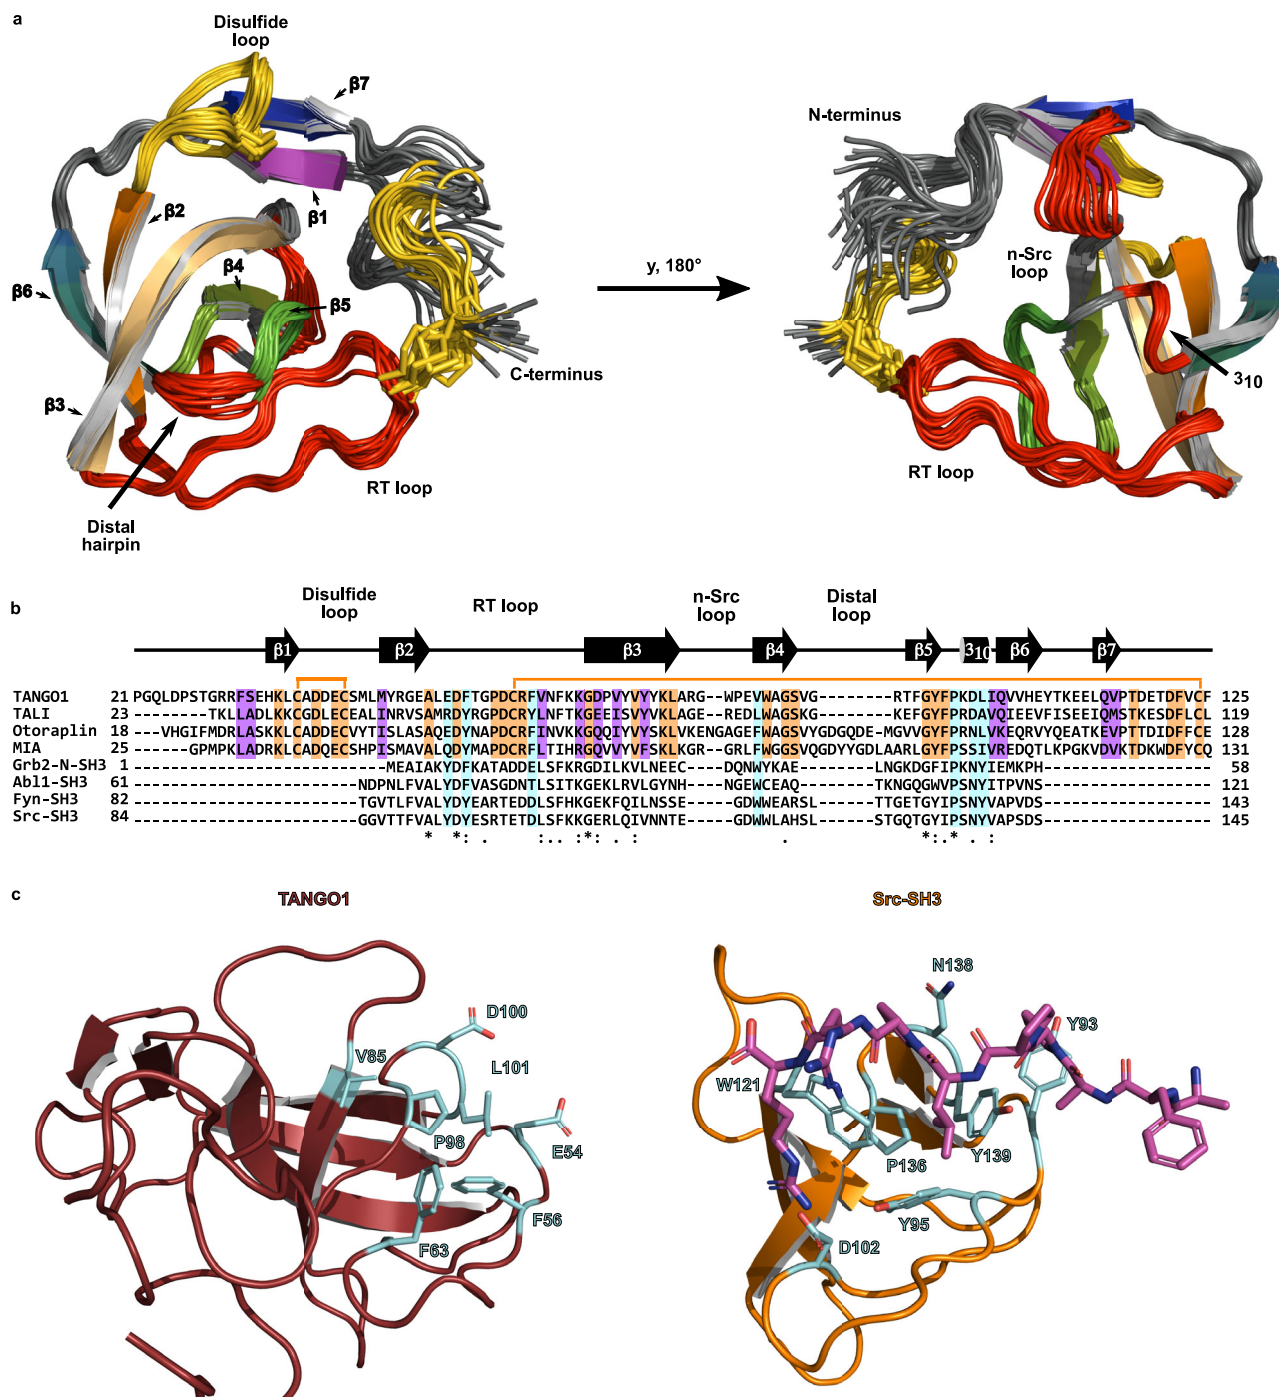 a
Disulfide
loop
β7
β1
β2
β4
β5
β6
β3
C-terminus
RT loop
Distal
hairpin
y, 180°
N-terminus
n-Src
loop
3₁₀
RT loop
b
Disulfide
loop
RT loop
n-Src
loop
Distal
loop
β1 β2 β3 β4 β5 3₁₀ β6 β7
TANGO1 21 PGQLDPSTGRRFSEHKLCADDECSMLMYRGEALEDFTGPDCRFVNFKKGDPVYVYYKLARG--WPEVWAGSVG--------RTFGYFPKDLIQVVHEYTKEELQVPTDETDFVCF 125
TALI 23 -------TKLLADLKKCGDLECEALINRVSAMRDYRGPDCRYLNFTKGEEISVYVKLAGE--REDLWAGSKG--------KEFGYFPRDAVQIEEVFISEEIQMSTKESDFLCL 119
Otoraplin 18 ---VHGIFMDRLASKKLCADDECVYTISLASAQEDYNAPDCRFINVKKGQQIYVYSKLVKENGAGEFWAGSVYGDGQDE-MGVVGYFPRNLVKEQRVYQEATKEVPTTDIDFFCE 128
MIA 25 ----GPMPKLADRKLCADQECSHPISMAVALQDYMAPDCRFLTIHRGQVVYVFSKLKGR--GRLFWGGSVQGDYYGDLAARLGYFPSSIVREDQTLKPGKVDVKTDKWDFYCQ 131
Grb2-N-SH3 1 ---------------------------MEAIAKYDFKATADDELSFKRGDILKVLNEEC---DQNWYKAE------LNGKDGFIPKNYIEMKPH------------------ 58
Abl1-SH3 61 ------------------------NDPNLFVALYDFVASGDNTLSITKGEKLRVLGYNH---NGEWCEAQ------TKNGQGWVPSNYITPVNS------------------ 121
Fyn-SH3 82 ------------------------TGVTLFVALYDYEARTEDDLSFHKGEKFQILNSSE----GDWWEARSL----TTGETGYIPSNYVAPVDS------------------ 143
Src-SH3 84 ------------------------GGVTTFVALYDYESRTETDLSFKKGERLQIVNNTE----GDWWLAHSL----STGQTGYIPSNYVAPSDS------------------ 145
* *: . :.. :*: : : . *:. * . :
c
TANGO1
Src-SH3
D100
V85
L101
P98
E54
F56
F63
N138
Y93
W121
P136
Y139
Y95
D102